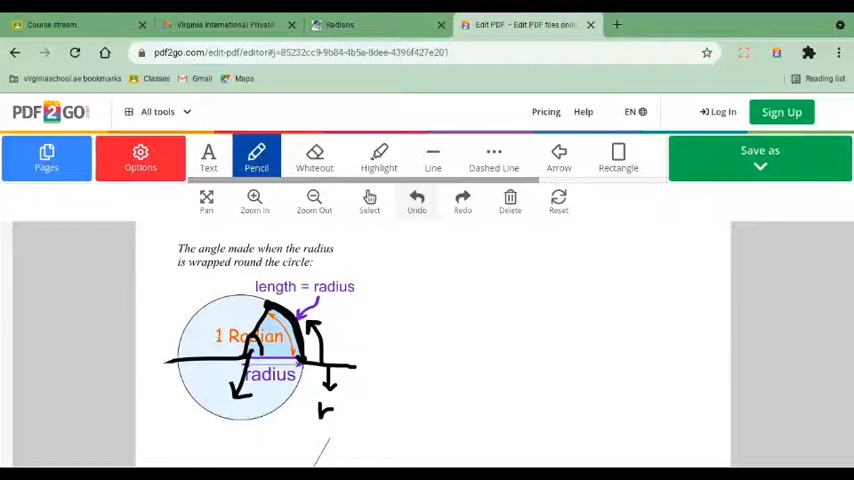 Course stream
Virginia International Private
Radians
Edit PDF – Edit PDF files onlin
pdf2go.com/edit-pdf/editor#j=85232cc9-9b84-4b5a-8dee-4396f427e201
virginiaschool.ae bookmarks
Classes
Gmail
Maps
Reading list
PDF2GO
All tools
Pricing
Help
EN
Log In
Sign Up
Pages
Options
Text
Pencil
Whiteout
Highlight
Line
Dashed Line
Arrow
Rectangle
Save as
Pan
Zoom In
Zoom Out
Select
Undo
Redo
Delete
Reset
The angle made when the radius
is wrapped round the circle:
length = radius
1 Radian
radius
r